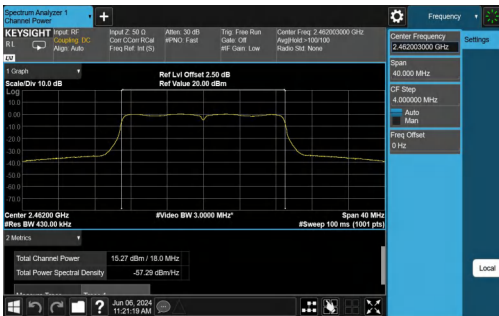 Spectrum Analyzer 1
Channel Power
Frequency
KEYSIGHT
Input: RF
Coupling: DC
Align: Auto
Input Z: 50 Ω
Corr CCorr RCal
Freq Ref: Int (S)
Atten: 30 dB
#PNO: Fast
Trig: Free Run
Gate: Off
#IF Gain: Low
Center Freq: 2.462000000 GHz
Avg|Hold:>100/100
Radio Std: None
RL
Center Frequency
2.462003000 GHz
Settings
Span
40.000 MHz
CF Step
4.000000 MHz
Auto
Man
Freq Offset
0 Hz
1 Graph
Scale/Div 10.0 dB
Ref Lvl Offset 2.50 dB
Ref Value 20.00 dBm
Log
10.0
0.00
-10.0
-20.0
-30.0
-40.0
-50.0
-60.0
-70.0
Center 2.46200 GHz
#Video BW 3.0000 MHz*
Span 40 MHz
#Res BW 430.00 kHz
#Sweep 100 ms (1001 pts)
2 Metrics
Total Channel Power
15.27 dBm / 18.0 MHz
Total Power Spectral Density
-57.29 dBm/Hz
Local
?
Jun 06, 2024
11:21:19 AM